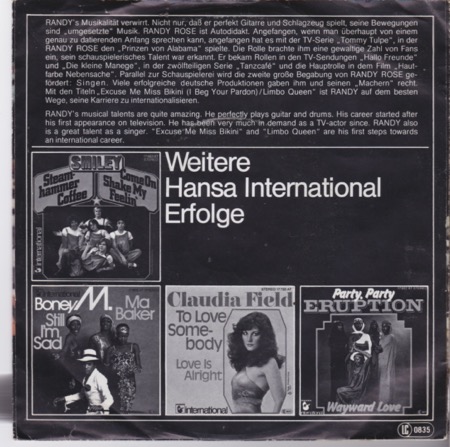 RANDY's Musikalität verwirrt. Nicht nur, daß er perfekt Gitarre und Schlagzeug spielt, seine Bewegungen
sind „umgesetzte" Musik. RANDY ROSE ist Autodidakt. Angefangen, wenn man überhaupt von einem
genau zu datierenden Anfang sprechen kann, angefangen hat es mit der TV-Serie „Tommy Tulpe", in der
RANDY ROSE den „Prinzen von Alabama" spielte. Die Rolle brachte ihm eine gewaltige Zahl von Fans
ein, sein schauspielerisches Talent war erkannt. Er bekam Rollen in den TV-Sendungen „Hallo Freunde"
und „Die kleine Manege", in der zwölfteiligen Serie „Tanzcafé" und die Hauptrolle in dem Film „Haut-
farbe Nebensache". Parallel zur Schauspielerei wird die zweite große Begabung von RANDY ROSE ge-
fördert: Singen. Viele erfolgreiche deutsche Produktionen gaben ihm und seinen „Machern" recht.
Mit den Titeln „Excuse Me Miss Bikini (I Beg Your Pardon)/Limbo Queen" ist RANDY auf dem besten
Wege, seine Karriere zu internationalisieren.
RANDY's musical talents are quite amazing. He perfectly plays guitar and drums. His career started after
his first appearance on television. He has been very much in demand as a TV-actor since. RANDY also
is a great talent as a singer. "Excuse Me Miss Bikini" and "Limbo Queen" are his first steps towards
an international career.
Weitere
Hansa International
Erfolge
SMILEY
Steam-
hammer
Coffee
Come On
Shake My
Feelin'
international
Boney M.
Still
I'm
Sad
Ma
Baker
Claudia Field
To Love
Some-
body
Love Is
Alright
international
Party, Party
ERUPTION
Wayward Love
LC 0835